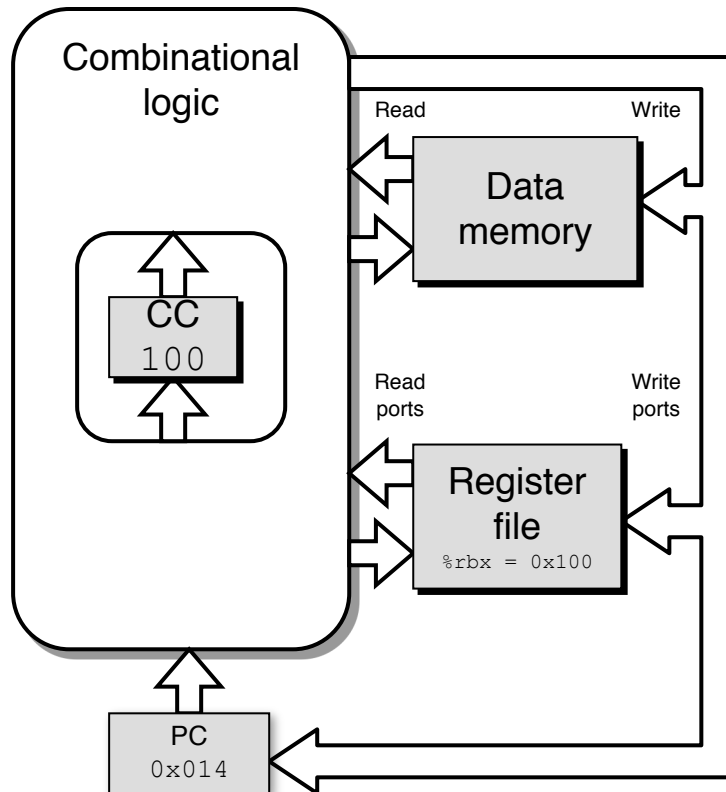 Combinational
logic
Read
Write
Data
memory
CC
100
Read
ports
Write
ports
Register
file
%rbx = 0x100
PC
0x014